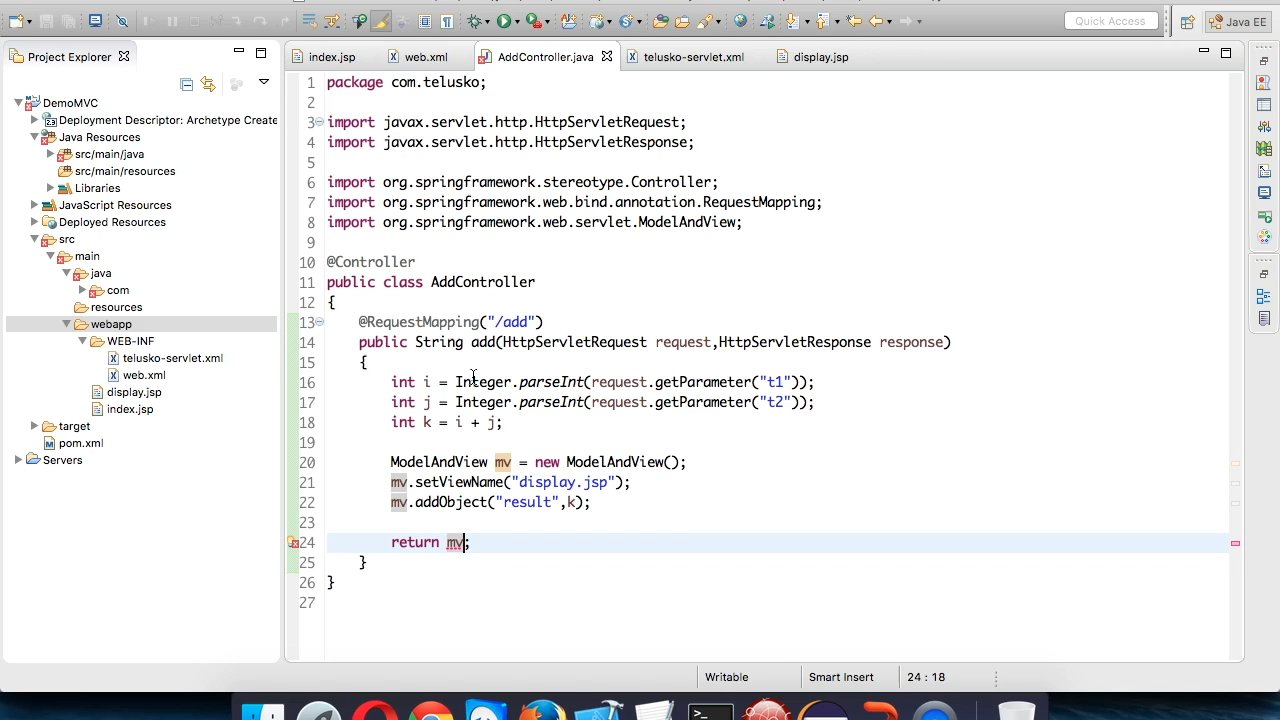 Quick Access
Java EE
Project Explorer
index.jsp
web.xml
AddController.java
telusko-servlet.xml
display.jsp
DemoMVC
Deployment Descriptor: Archetype Create
Java Resources
src/main/java
src/main/resources
Libraries
JavaScript Resources
Deployed Resources
src
main
java
com
resources
webapp
WEB-INF
telusko-servlet.xml
web.xml
display.jsp
index.jsp
target
pom.xml
Servers
1 package com.telusko;
2
3 import javax.servlet.http.HttpServletRequest;
4 import javax.servlet.http.HttpServletResponse;
5
6 import org.springframework.stereotype.Controller;
7 import org.springframework.web.bind.annotation.RequestMapping;
8 import org.springframework.web.servlet.ModelAndView;
9
10 @Controller
11 public class AddController
12 {
13 @RequestMapping("/add")
14 public String add(HttpServletRequest request,HttpServletResponse response)
15 {
16 int i = Integer.parseInt(request.getParameter("t1"));
17 int j = Integer.parseInt(request.getParameter("t2"));
18 int k = i + j;
19
20 ModelAndView mv = new ModelAndView();
21 mv.setViewName("display.jsp");
22 mv.addObject("result",k);
23
24 return mv;
25 }
26 }
27
Writable
Smart Insert
24 : 18